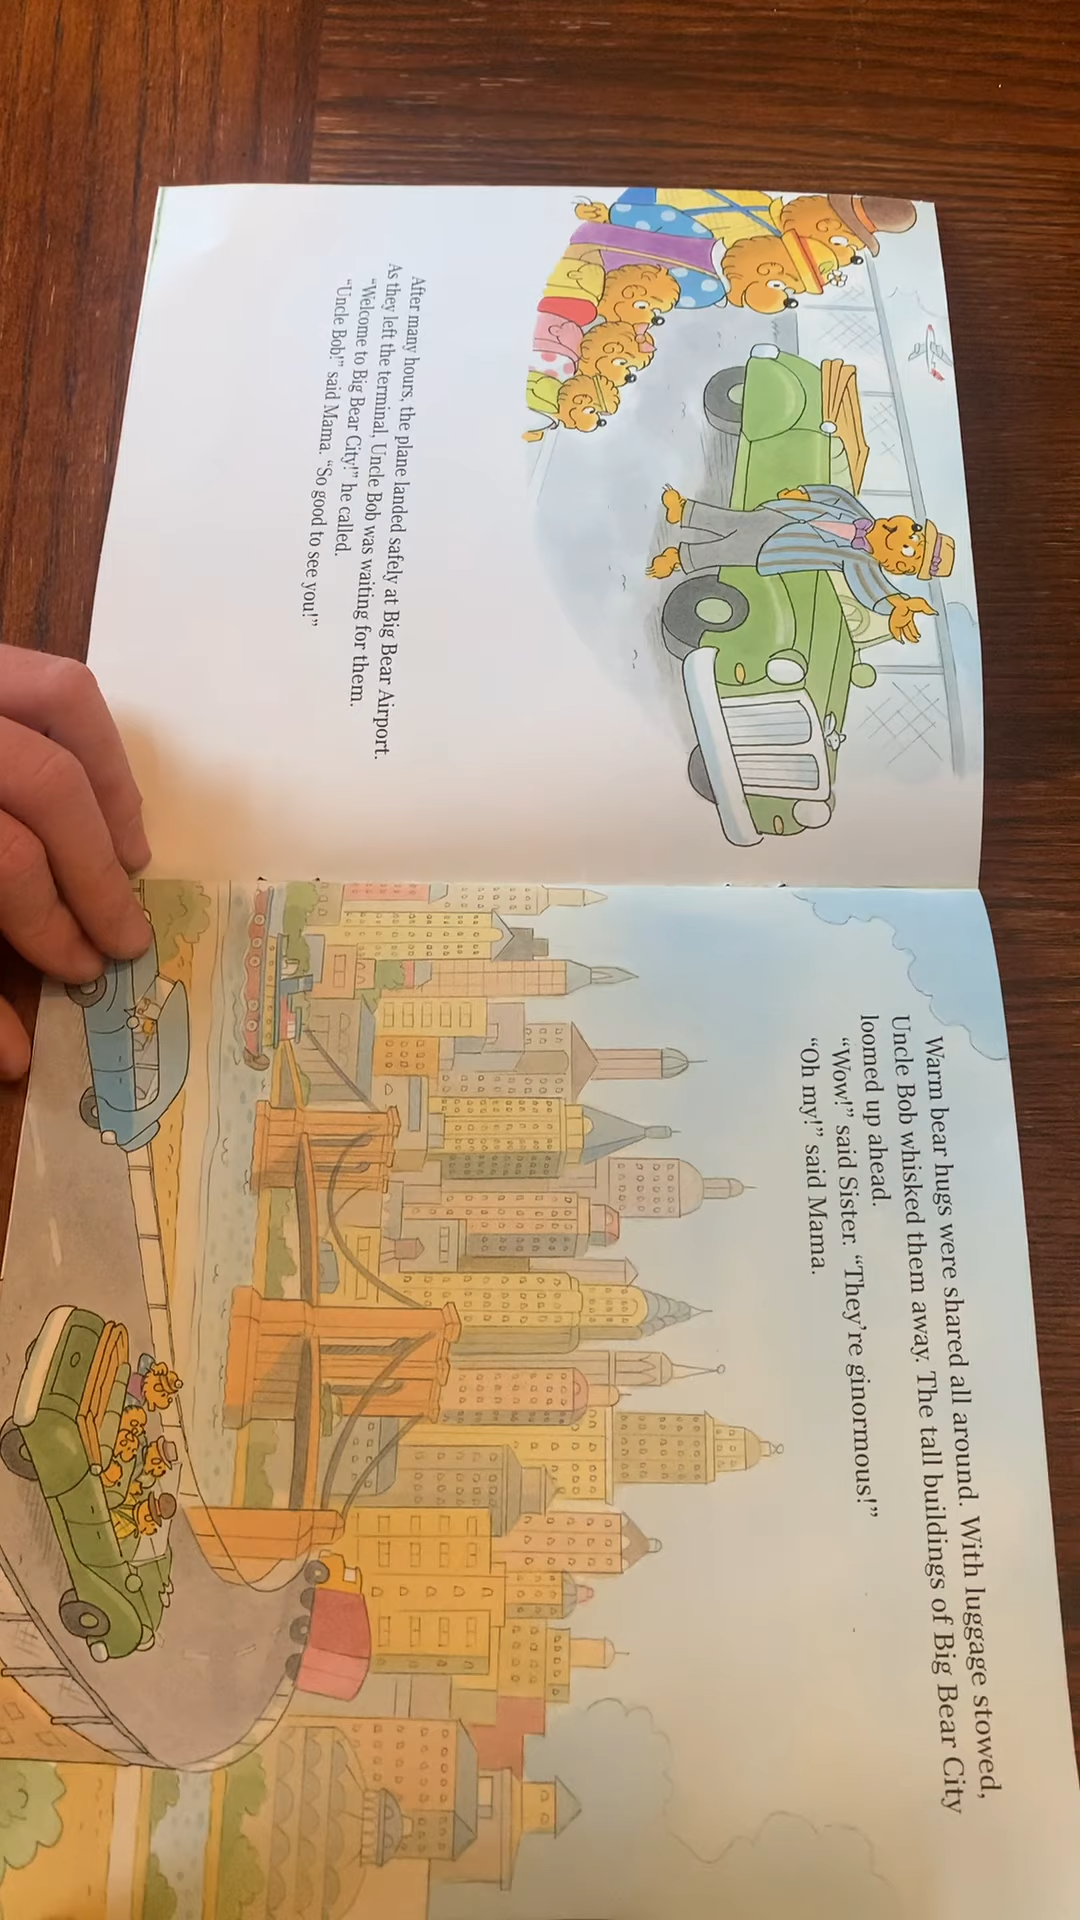 After many hours, the plane landed safely at Big Bear Airport.
As they left the terminal, Uncle Bob was waiting for them.
“Welcome to Big Bear City!” he called.
“Uncle Bob!” said Mama. “So good to see you!”
Warm bear hugs were shared all around. With luggage stowed,
Uncle Bob whisked them away. The tall buildings of Big Bear City
loomed up ahead.
“Wow!” said Sister. “They’re ginormous!”
“Oh my!” said Mama.